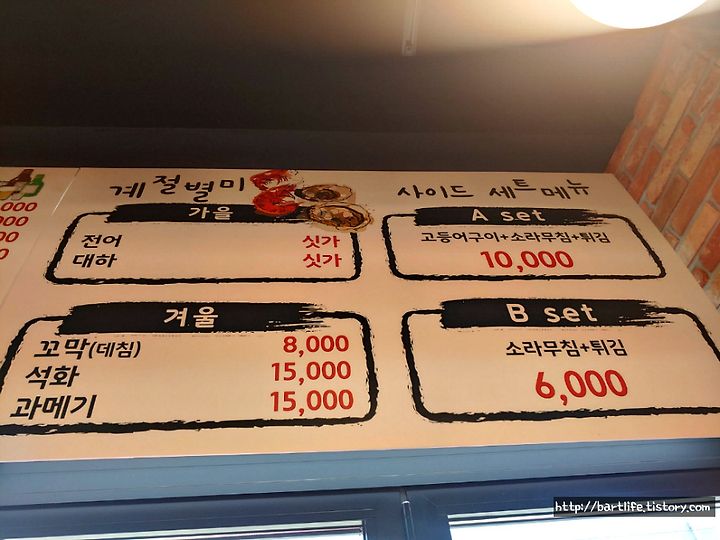 계절별미
가을
전어 싯가
대하 싯가
겨울
꼬막(데침) 8,000
석화 15,000
과메기 15,000
사이드 세트메뉴
A set
고등어구이+소라무침+튀김
10,000
B set
소라무침+튀김
6,000
http://bartlife.tistory.com